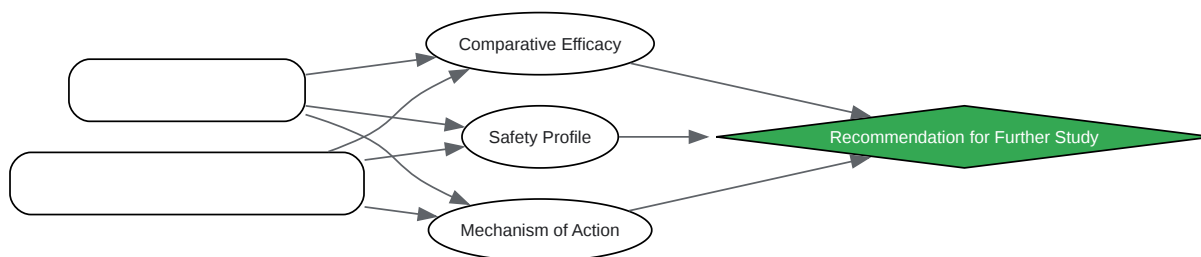 Comparative Efficacy
Safety Profile
Recommendation for Further Study
Mechanism of Action